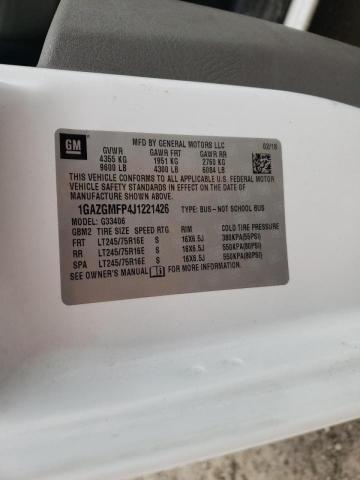 GM
MFD BY GENERAL MOTORS LLC
02/18
GVWR GAWR FRT GAWR RR
4355 KG 1951 KG 2760 KG
9600 LB 4300 LB 6084 LB
THIS VEHICLE CONFORMS TO ALL APPLICABLE U.S. FEDERAL MOTOR
VEHICLE SAFETY STANDARDS IN EFFECT ON THE
DATE OF MANUFACTURE SHOWN ABOVE.
1GAZGMFP4J1221426 TYPE: BUS–NOT SCHOOL BUS
MODEL: G33406
GBM2 TIRE SIZE SPEED RTG RIM COLD TIRE PRESSURE
FRT LT245/75R16E S 16X6.5J 380KPA(55PSI)
RR LT245/75R16E S 16X6.5J 550KPA(80PSI)
SPA LT245/75R16E S 16X6.5J 550KPA(80PSI)
SEE OWNER'S MANUAL FOR ADDITIONAL INFORMATION.